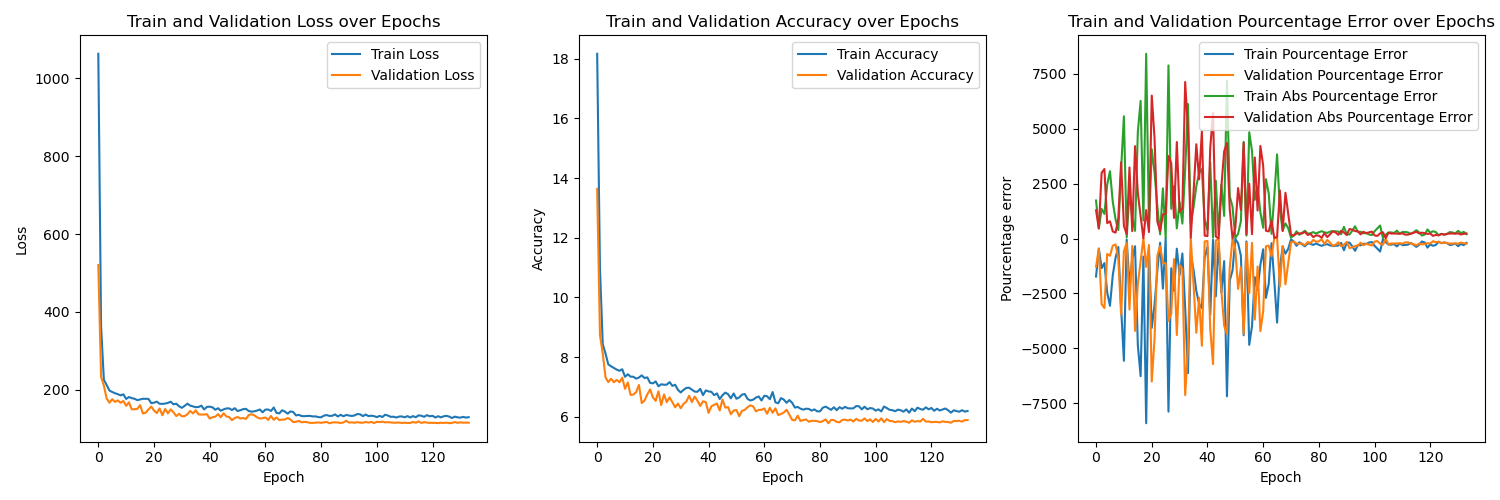 Train and Validation Loss over Epochs
Train Loss
Validation Loss
1000
800
600
400
200
Loss
0 20 40 60 80 100 120
Epoch
Train and Validation Accuracy over Epochs
Train Accuracy
Validation Accuracy
18
16
14
12
10
8
6
Accuracy
0 20 40 60 80 100 120
Epoch
Train and Validation Pourcentage Error over Epochs
Train Pourcentage Error
Validation Pourcentage Error
Train Abs Pourcentage Error
Validation Abs Pourcentage Error
7500
5000
2500
0
−2500
−5000
−7500
Pourcentage error
0 20 40 60 80 100 120
Epoch